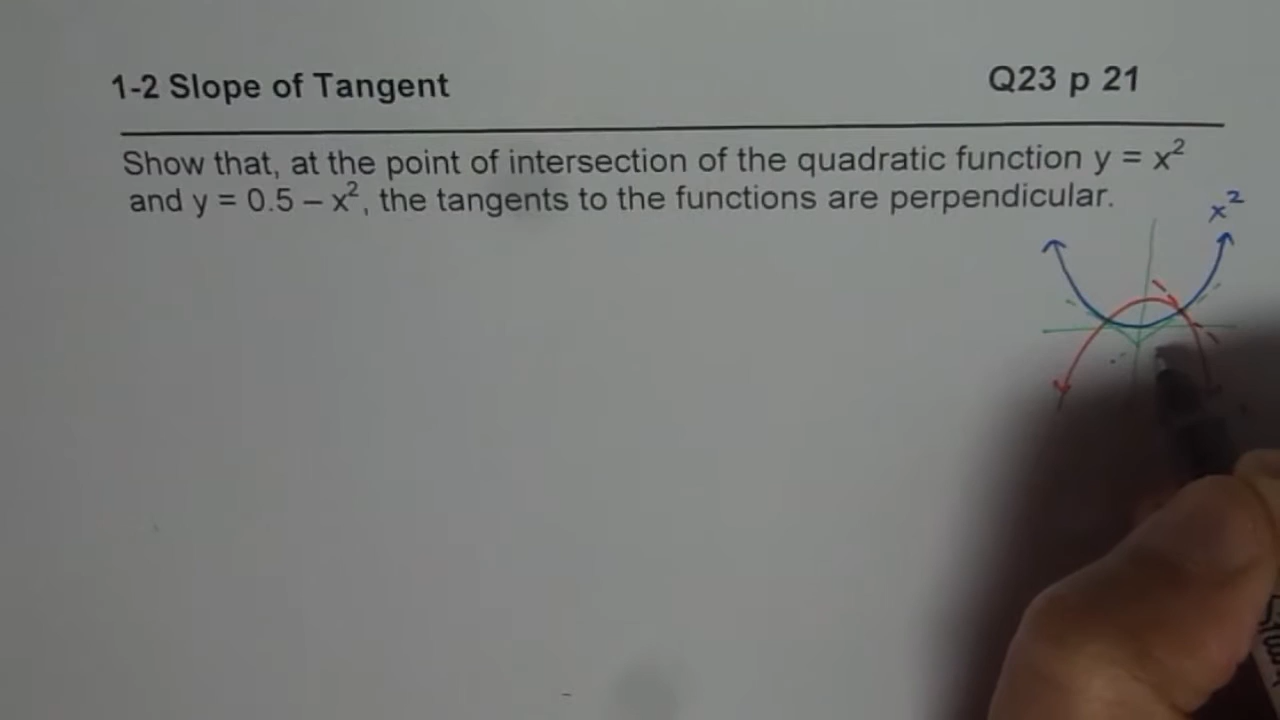 1-2 Slope of Tangent Q23 p 21
Show that, at the point of intersection of the quadratic function y = x²
and y = 0.5 – x², the tangents to the functions are perpendicular.
x²